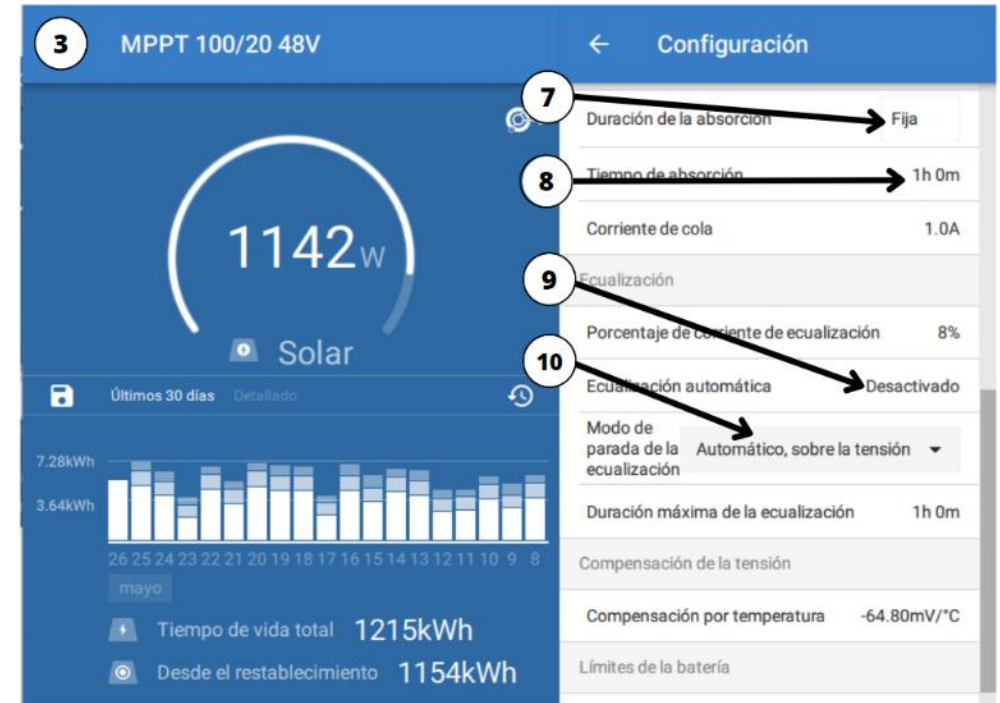 3
MPPT 100/20 48V
1142W
Solar
Últimos 30 días Detallado
7.28kWh
3.64kWh
26 25 24 23 22 21 20 19 18 17 16 15 14 13 12 11 10 9 8
mayo
Tiempo de vida total 1215kWh
Desde el restablecimiento 1154kWh
Configuración
7
Duración de la absorción Fija
8
Tiempo de absorción 1h 0m
Corriente de cola 1.0A
9
Ecualización
Porcentaje de corriente de ecualización 8%
10
Ecualización automática Desactivado
Modo de
parada de la
ecualización
Automático, sobre la tensión
Duración máxima de la ecualización 1h 0m
Compensación de la tensión
Compensación por temperatura -64.80mV/°C
Límites de la batería